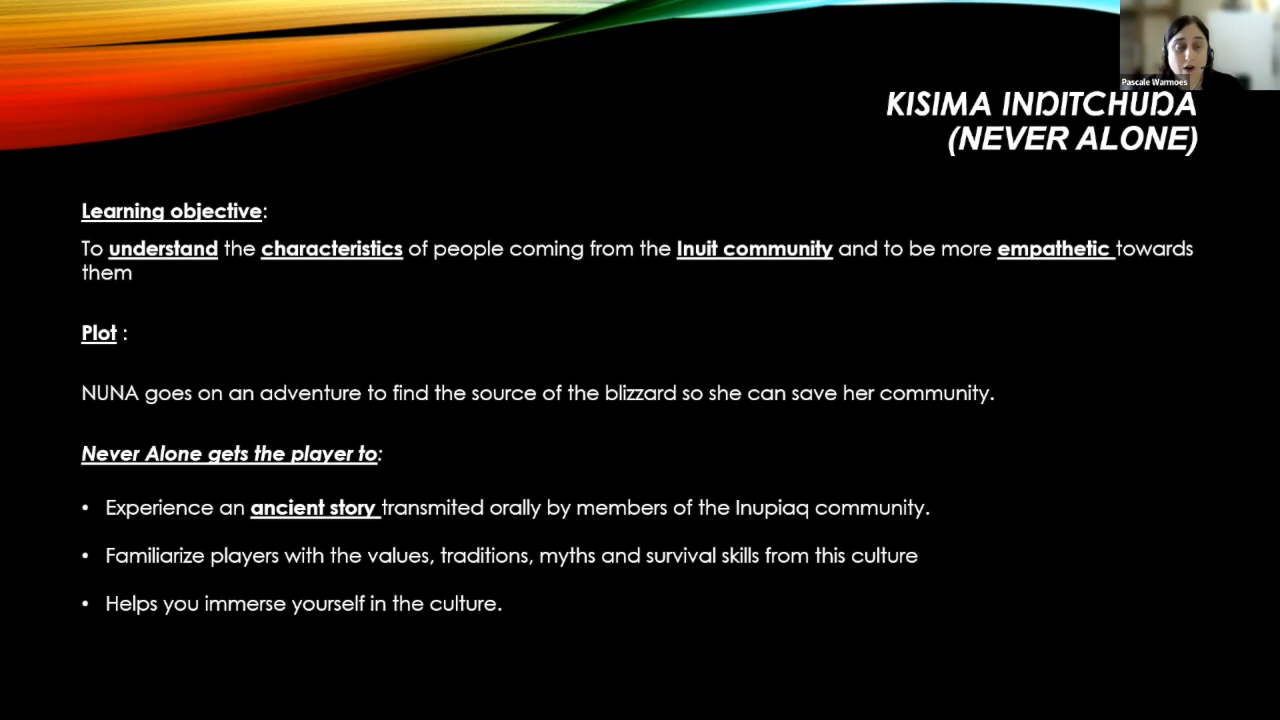 Pascale Warmoes
KISIMA INŊITCHUŊA
(NEVER ALONE)
Learning objective:
To understand the characteristics of people coming from the Inuit community and to be more empathetic towards
them
Plot :
NUNA goes on an adventure to find the source of the blizzard so she can save her community.
Never Alone gets the player to:
• Experience an ancient story transmited orally by members of the Inupiaq community.
• Familiarize players with the values, traditions, myths and survival skills from this culture
• Helps you immerse yourself in the culture.